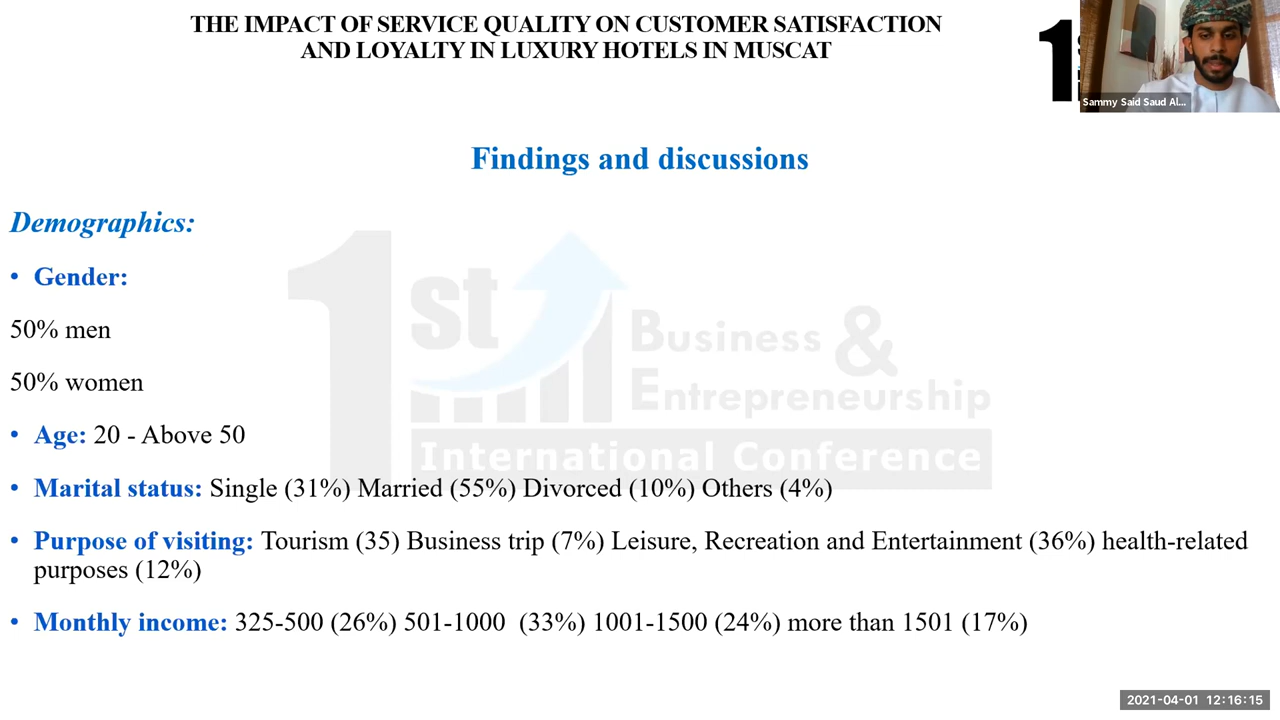 THE IMPACT OF SERVICE QUALITY ON CUSTOMER SATISFACTION
AND LOYALTY IN LUXURY HOTELS IN MUSCAT
1
Sammy Said Saud Al...
Findings and discussions
Demographics:
• Gender:
50% men
50% women
• Age: 20 - Above 50
• Marital status: Single (31%) Married (55%) Divorced (10%) Others (4%)
• Purpose of visiting: Tourism (35) Business trip (7%) Leisure, Recreation and Entertainment (36%) health-related
purposes (12%)
• Monthly income: 325-500 (26%) 501-1000 (33%) 1001-1500 (24%) more than 1501 (17%)
1st Business &
Entrepreneurship
International Conference
2021-04-01 12:16:15